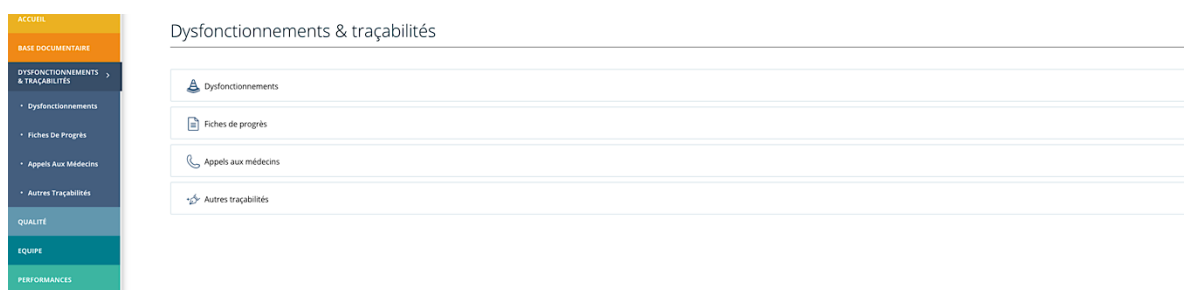 ACCUEIL
BASE DOCUMENTAIRE
DYSFONCTIONNEMENTS
& TRAÇABILITÉS
Dysfonctionnements
Fiches De Progrès
Appels Aux Médecins
Autres Traçabilités
QUALITÉ
EQUIPE
PERFORMANCES
Dysfonctionnements & traçabilités
Dysfonctionnements
Fiches de progrès
Appels aux médecins
Autres traçabilités